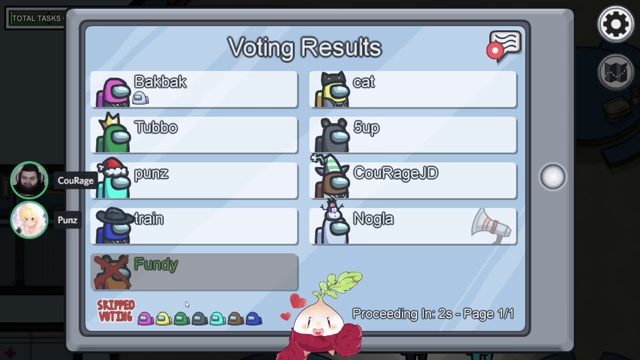 TOTAL TASKS
Voting Results
Bakbak
cat
Tubbo
5up
punz
CouRageJD
train
Nogla
Fundy
CouRage
Punz
SKIPPED
VOTING
Proceeding In: 2s - Page 1/1